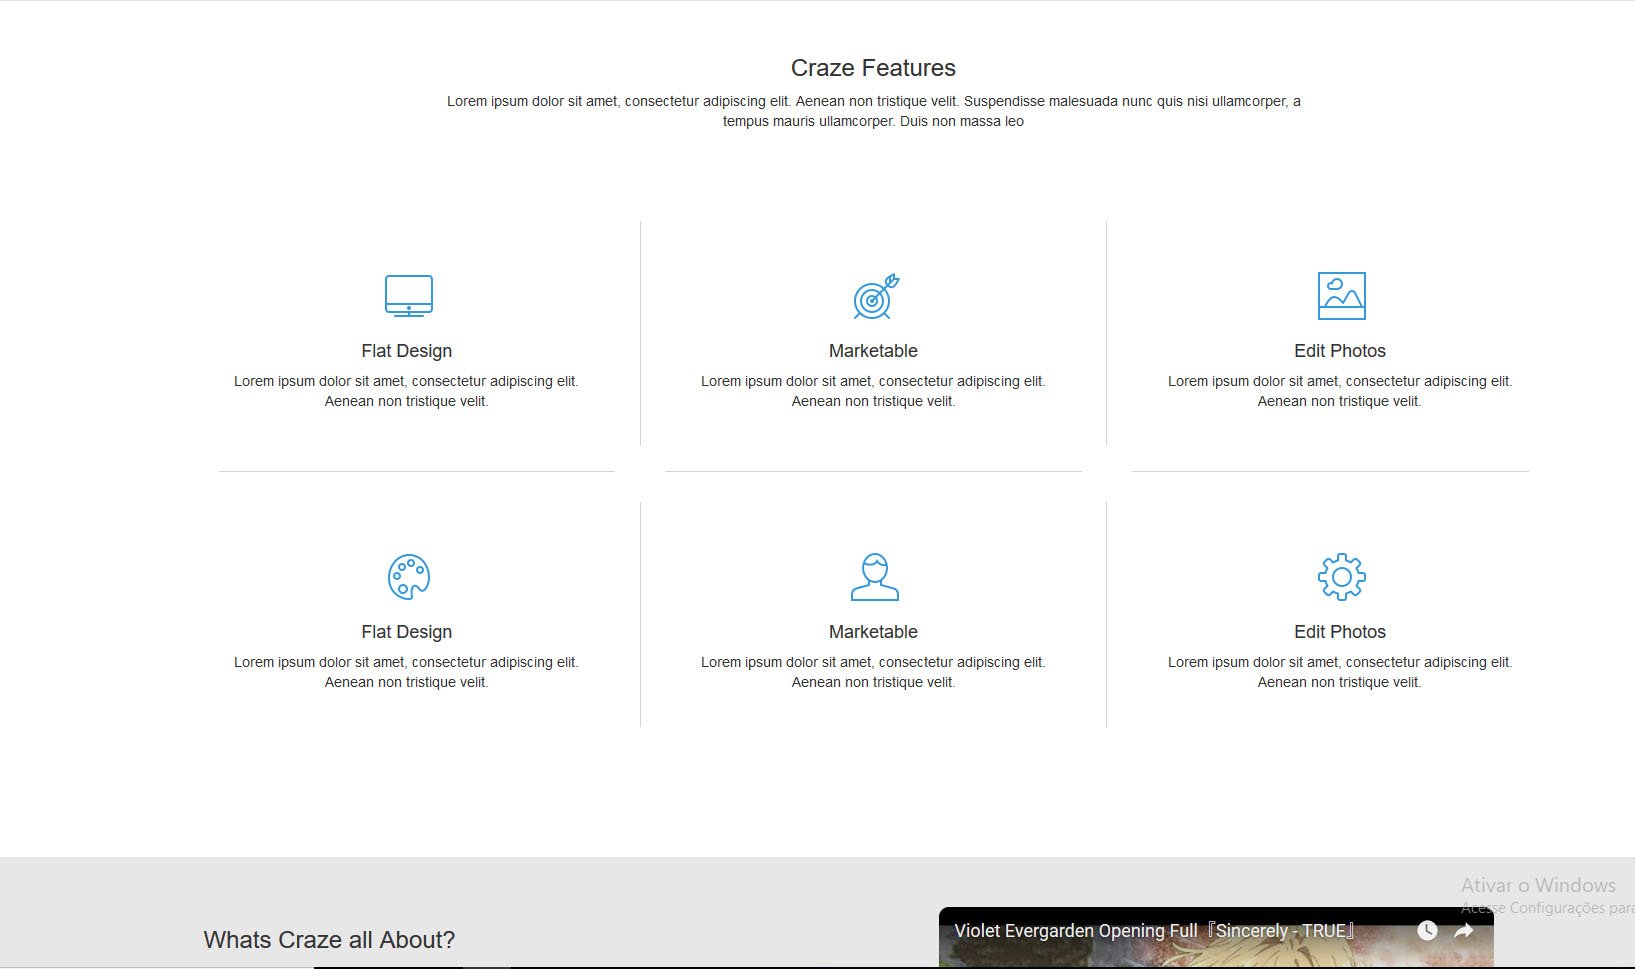 Craze Features
Lorem ipsum dolor sit amet, consectetur adipiscing elit. Aenean non tristique velit. Suspendisse malesuada nunc quis nisi ullamcorper, a
tempus mauris ullamcorper. Duis non massa leo
Flat Design
Lorem ipsum dolor sit amet, consectetur adipiscing elit.
Aenean non tristique velit.
Marketable
Lorem ipsum dolor sit amet, consectetur adipiscing elit.
Aenean non tristique velit.
Edit Photos
Lorem ipsum dolor sit amet, consectetur adipiscing elit.
Aenean non tristique velit.
Flat Design
Lorem ipsum dolor sit amet, consectetur adipiscing elit.
Aenean non tristique velit.
Marketable
Lorem ipsum dolor sit amet, consectetur adipiscing elit.
Aenean non tristique velit.
Edit Photos
Lorem ipsum dolor sit amet, consectetur adipiscing elit.
Aenean non tristique velit.
Whats Craze all About?
Violet Evergarden Opening Full『Sincerely - TRUE』
Ativar o Windows
Acesse Configurações para